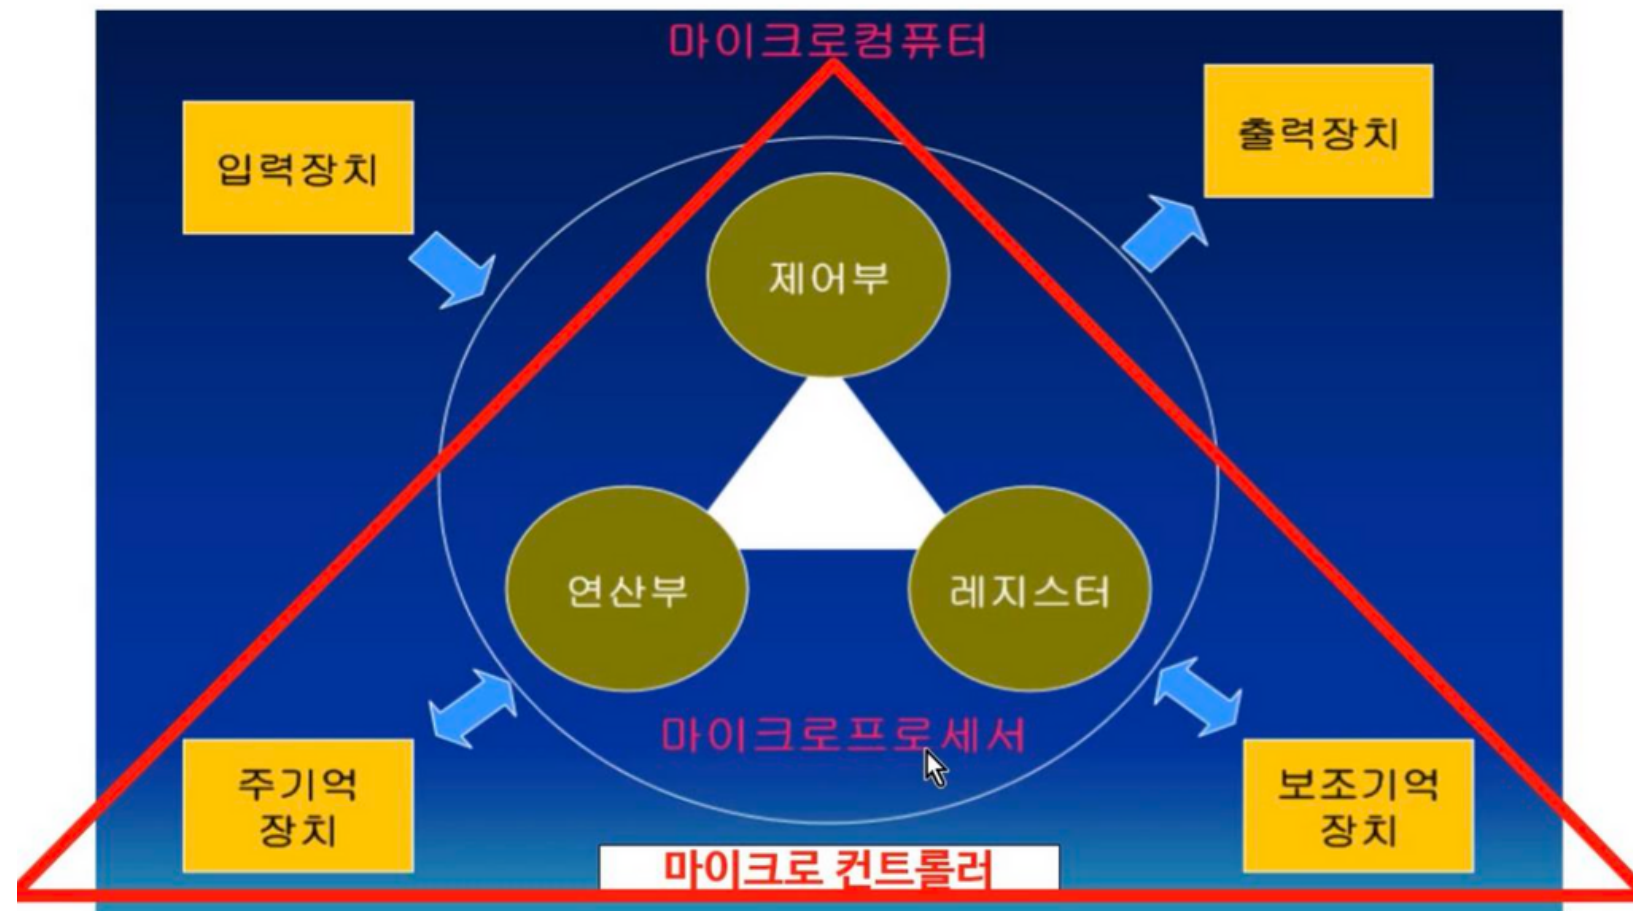 마이크로컴퓨터
입력장치
출력장치
제어부
연산부
레지스터
마이크로프로세서
주기억
장치
보조기억
장치
마이크로 컨트롤러